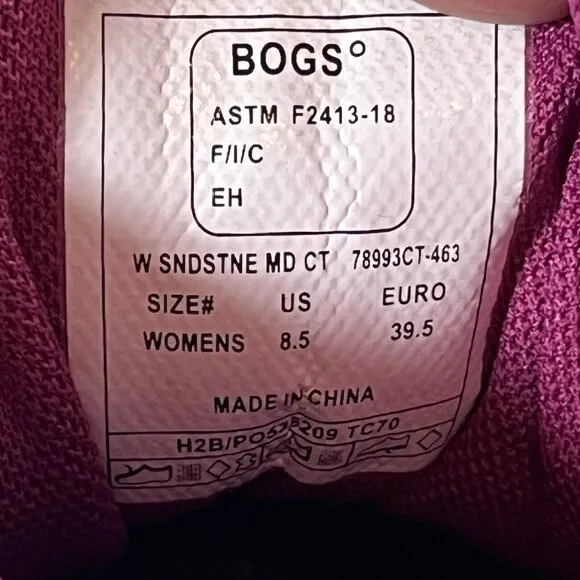 BOGS°
ASTM F2413-18
F/I/C
EH
W SNDSTNE MD CT 78993CT-463
SIZE# US EURO
WOMENS 8.5 39.5
MADE IN CHINA
TC70